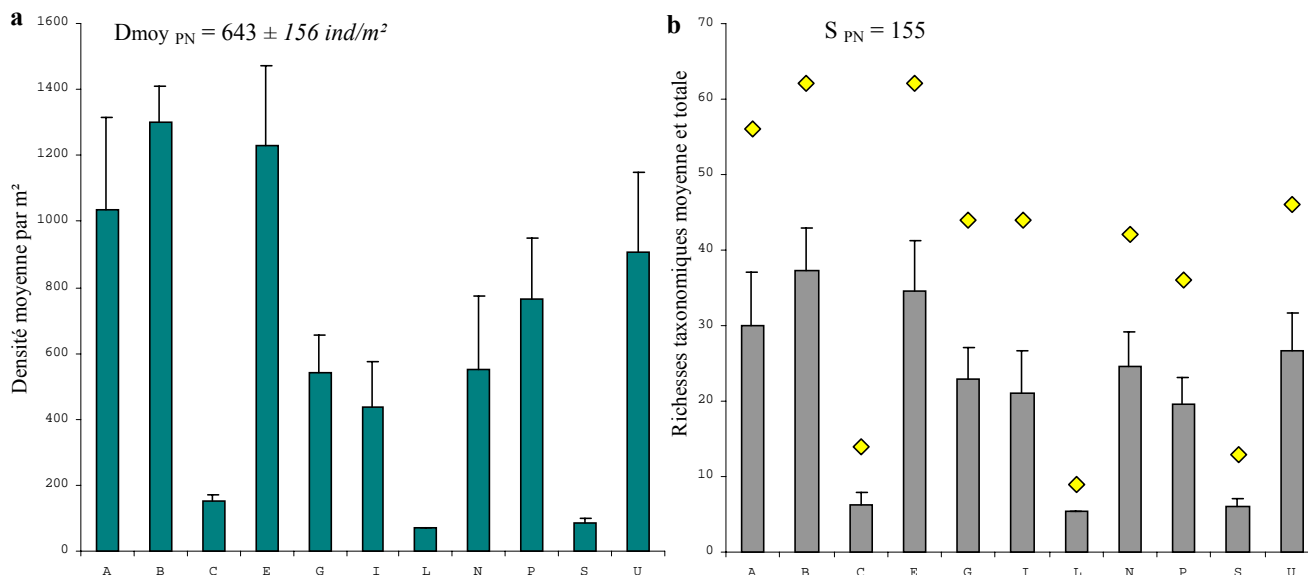 a
Dmoy PN = 643 ± 156 ind/m²
Densité moyenne par m²
1600
1400
1200
1000
800
600
400
200
0
A B C E G I L N P S U
b
S PN = 155
Richesses taxonomiques moyenne et totale
70
60
50
40
30
20
10
0
A B C E G I L N P S U